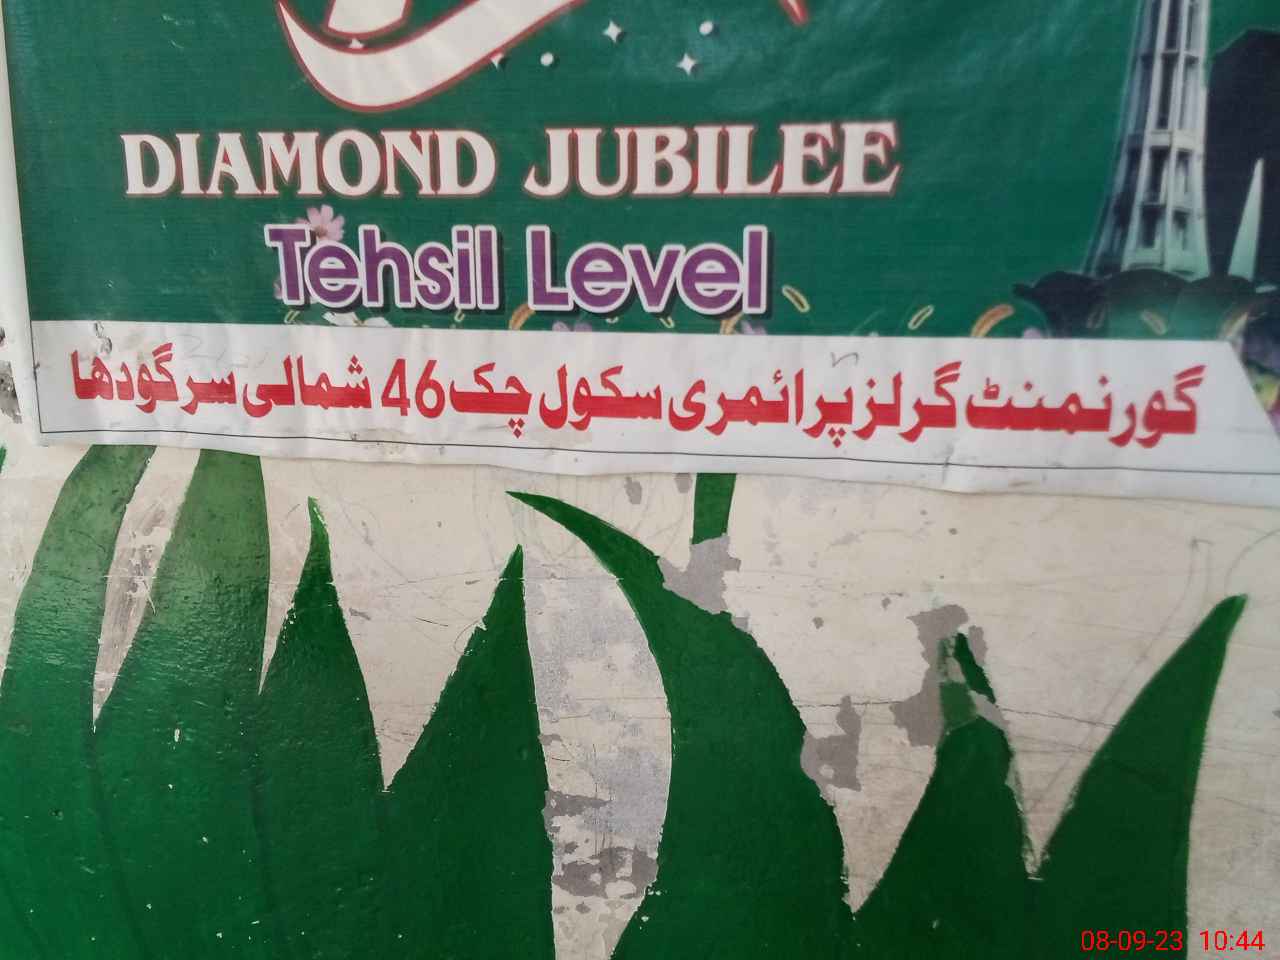 DIAMOND JUBILEE
Tehsil Level
گورنمنٹ گرلز پرائمری سکول چک 46 شمالی سرگودھا
08-09-23 10:44